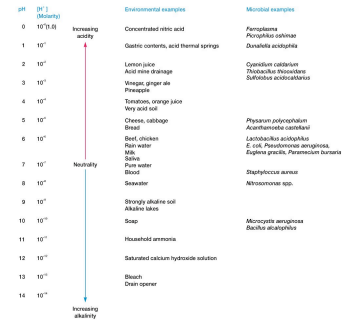 pH [H⁺] (Molarity) Environmental examples Microbial examples
0 10⁻⁰(1.0) Increasing acidity Concentrated nitric acid Ferroplasma
Picrophilus oshimae
1 10⁻¹ Gastric contents, acid thermal springs Dunaliella acidophila
2 10⁻² Lemon juice Cyanidium caldarium
Acid mine drainage Thiobacillus thiooxidans
Sulfolobus acidocaldarius
3 10⁻³ Vinegar, ginger ale
Pineapple
4 10⁻⁴ Tomatoes, orange juice
Very acid soil
5 10⁻⁵ Cheese, cabbage Physarum polycephalum
Bread Acanthamoeba castellanii
6 10⁻⁶ Beef, chicken Lactobacillus acidophilus
Rain water E. coli, Pseudomonas aeruginosa,
Milk Euglena gracilis, Paramecium bursaria
Saliva
7 10⁻⁷ Neutrality Pure water
Blood Staphyloccus aureus
8 10⁻⁸ Seawater Nitrosomonas spp.
9 10⁻⁹ Strongly alkaline soil
Alkaline lakes
10 10⁻¹⁰ Soap Microcystis aeruginosa
Bacillus alcalophilus
11 10⁻¹¹ Household ammonia
12 10⁻¹² Saturated calcium hydroxide solution
13 10⁻¹³ Bleach
Drain opener
14 10⁻¹⁴
Increasing
alkalinity